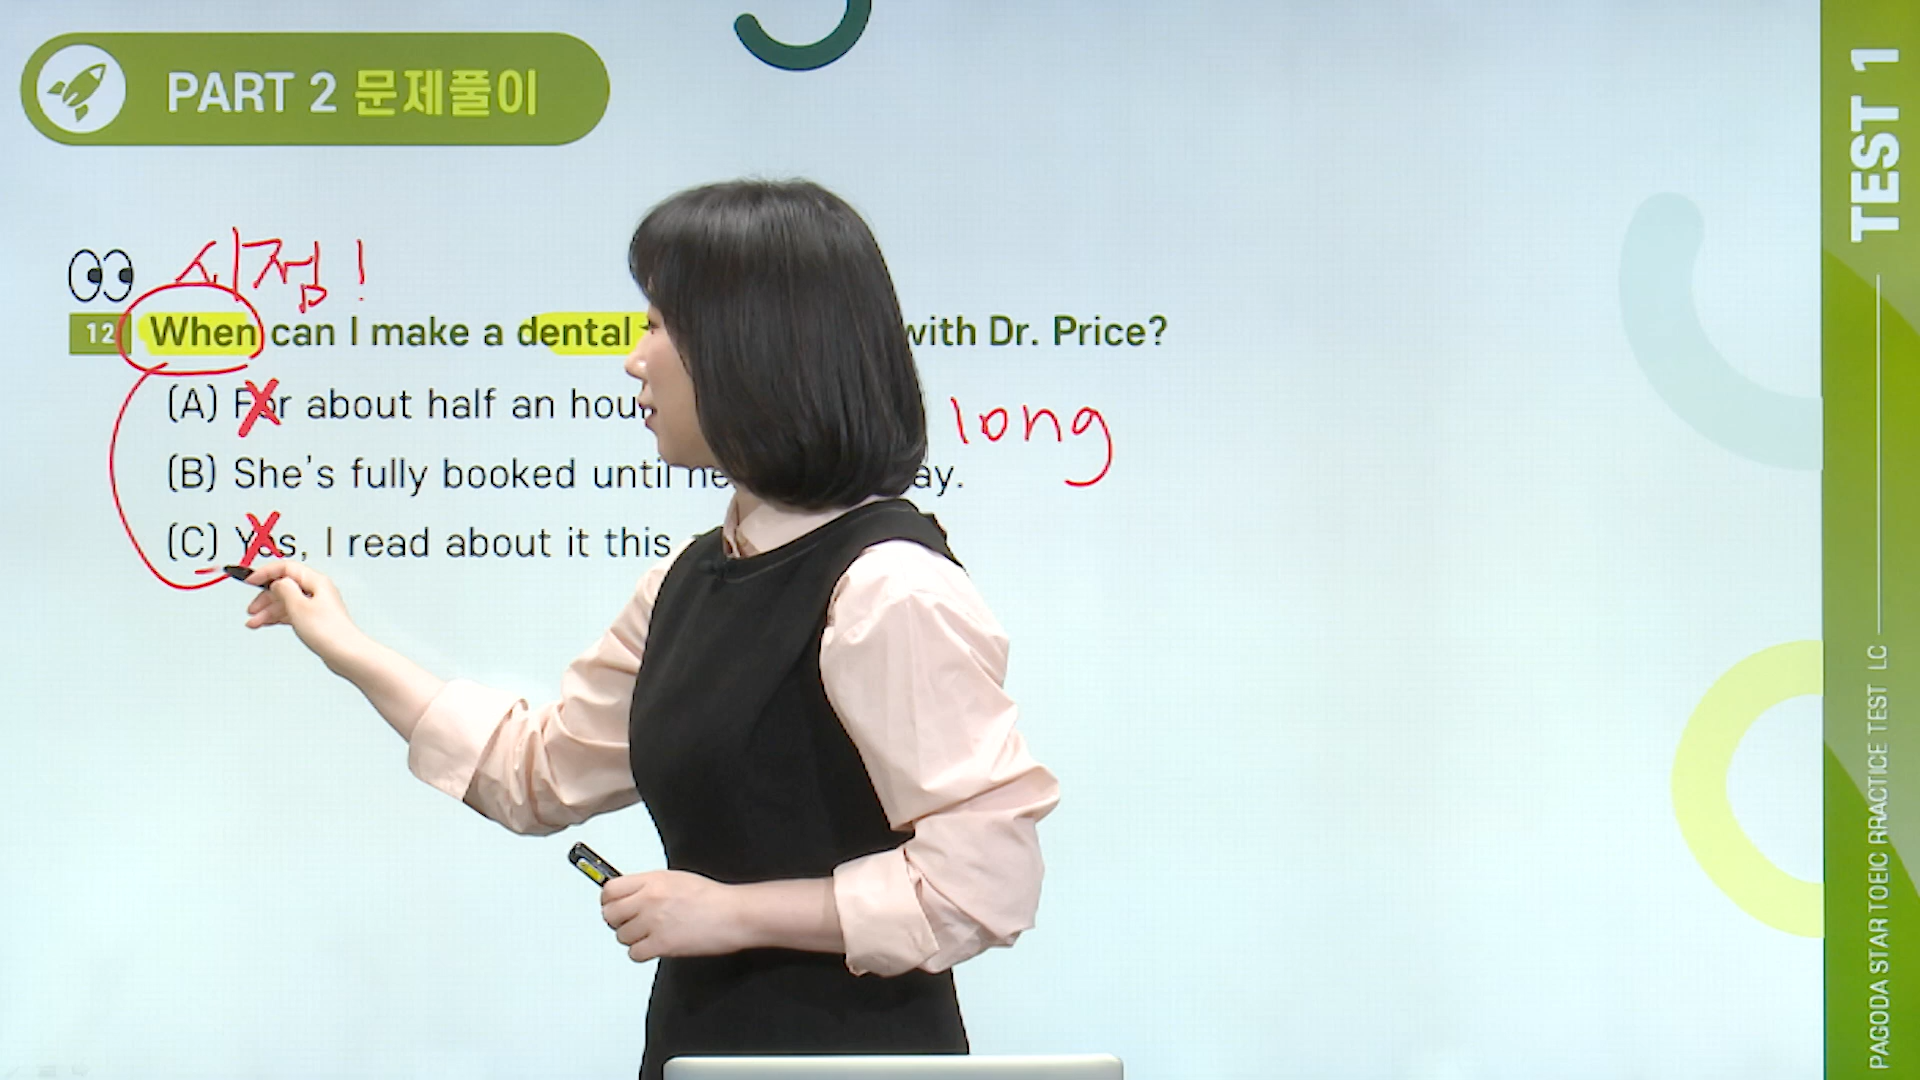 PART 2 문제풀이
시점!
12 When can I make a dental with Dr. Price?
(A) For about half an hour
long
(B) She's fully booked until
(C) Yes, I read about it this
TEST 1
PAGODA STAR TOEIC RRACTICE TEST LC